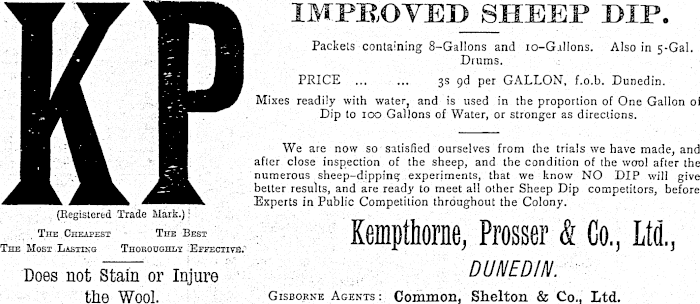 KP
(Registered Trade Mark.)
THE CHEAPEST THE BEST
THE MOST LASTING THOROUGHLY EFFECTIVE.
Does not Stain or Injure
the Wool.
IMPROVED SHEEP DIP.
Packets containing 8-Gallons and 10-Gallons. Also in 5-Gal.
Drums.
PRICE ... ... 3s 9d per GALLON, f.o.b. Dunedin.
Mixes readily with water, and is used in the proportion of One Gallon of
Dip to 100 Gallons of Water, or stronger as directions.
We are now so satisfied ourselves from the trials we have made, and
after close inspection of the sheep, and the condition of the wool after the
numerous sheep-dipping experiments, that we know NO DIP will give
better results, and are ready to meet all other Sheep Dip competitors, before
Experts in Public Competition throughout the Colony.
Kempthorne, Prosser & Co., Ltd.,
DUNEDIN.
GISBORNE AGENTS: Common, Shelton & Co., Ltd.